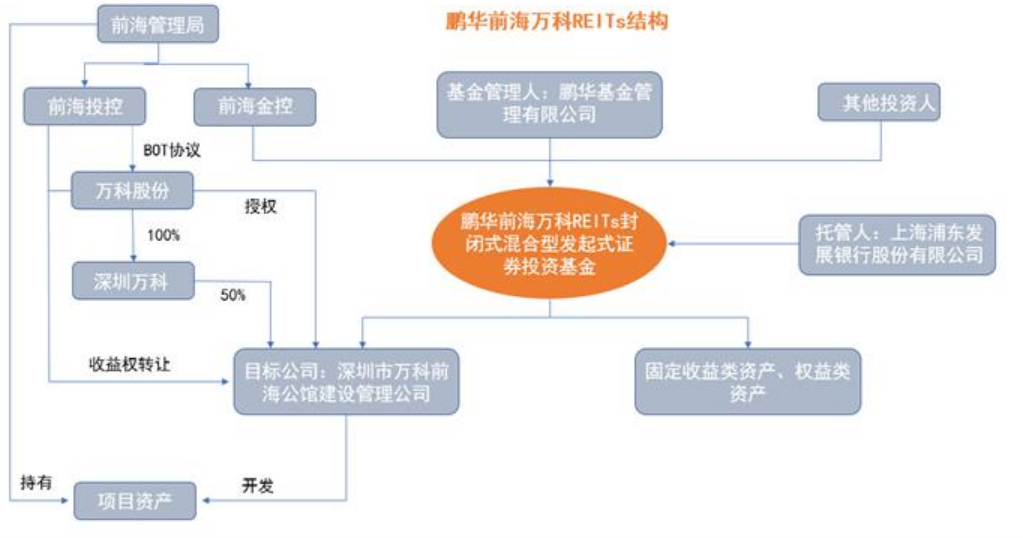 鹏华前海万科REITs结构
前海管理局
前海投控
前海金控
基金管理人：鹏华基金管
理有限公司
其他投资人
BOT协议
万科股份
授权
100%
鹏华前海万科REITs封
闭式混合型发起式证
券投资基金
托管人：上海浦东发
展银行股份有限公司
深圳万科
50%
收益权转让
目标公司：深圳市万科前
海公馆建设管理公司
固定收益类资产、权益类
资产
持有
项目资产
开发